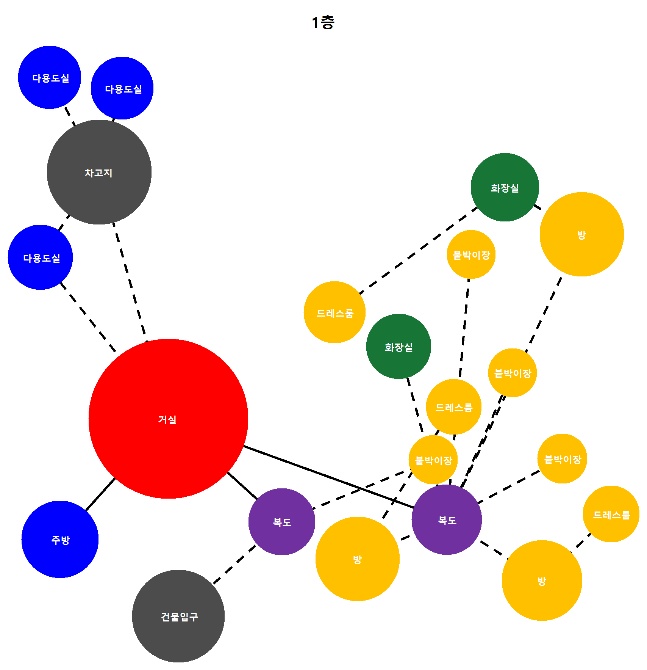 1층
다용도실
다용도실
차고지
화장실
방
다용도실
붙박이장
드레스룸
화장실
붙박이장
드레스룸
거실
붙박이장
붙박이장
드레스룸
복도
복도
주방
방
방
건물입구